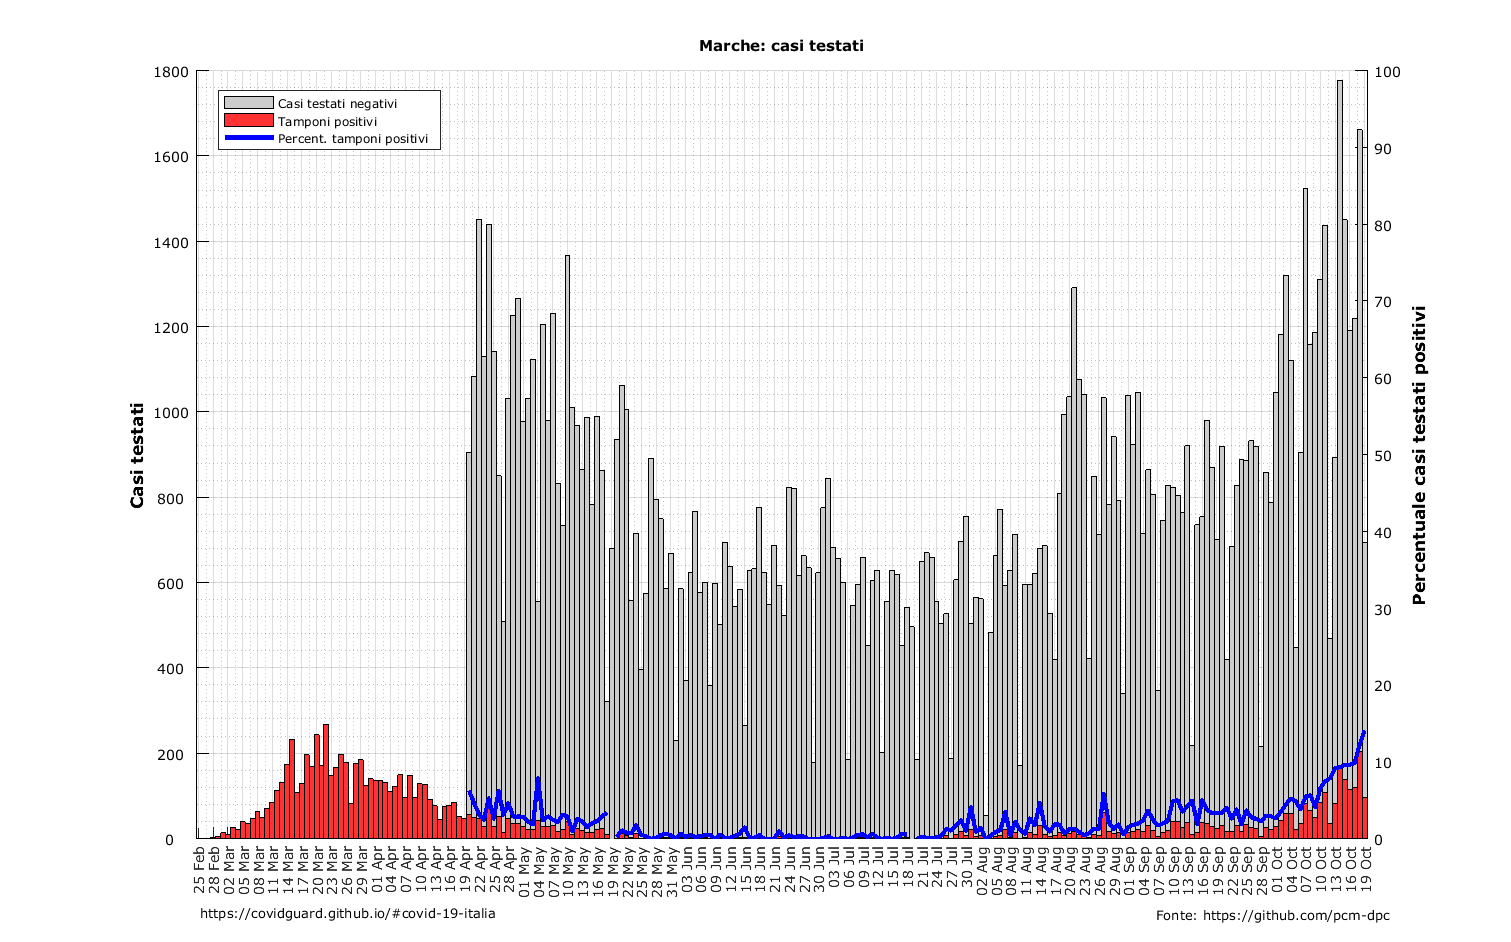 Marche: casi testati
1800
1600
1400
1200
1000
800
600
400
200
0
100
90
80
70
60
50
40
30
20
10
0
Casi testati negativi
Tamponi positivi
Percent. tamponi positivi
Casi testati
Percentuale casi testati positivi
25 Feb
28 Feb
02 Mar
05 Mar
08 Mar
11 Mar
14 Mar
17 Mar
20 Mar
23 Mar
26 Mar
29 Mar
01 Apr
04 Apr
07 Apr
10 Apr
13 Apr
16 Apr
19 Apr
22 Apr
25 Apr
28 Apr
01 May
04 May
07 May
10 May
13 May
16 May
19 May
22 May
25 May
28 May
31 May
03 Jun
06 Jun
09 Jun
12 Jun
15 Jun
18 Jun
21 Jun
24 Jun
27 Jun
30 Jun
03 Jul
06 Jul
09 Jul
12 Jul
15 Jul
18 Jul
21 Jul
24 Jul
27 Jul
30 Jul
02 Aug
05 Aug
08 Aug
11 Aug
14 Aug
17 Aug
20 Aug
23 Aug
26 Aug
29 Aug
01 Sep
04 Sep
07 Sep
10 Sep
13 Sep
16 Sep
19 Sep
22 Sep
25 Sep
28 Sep
01 Oct
04 Oct
07 Oct
10 Oct
13 Oct
16 Oct
19 Oct
https://covidguard.github.io/#covid-19-italia
Fonte: https://github.com/pcm-dpc